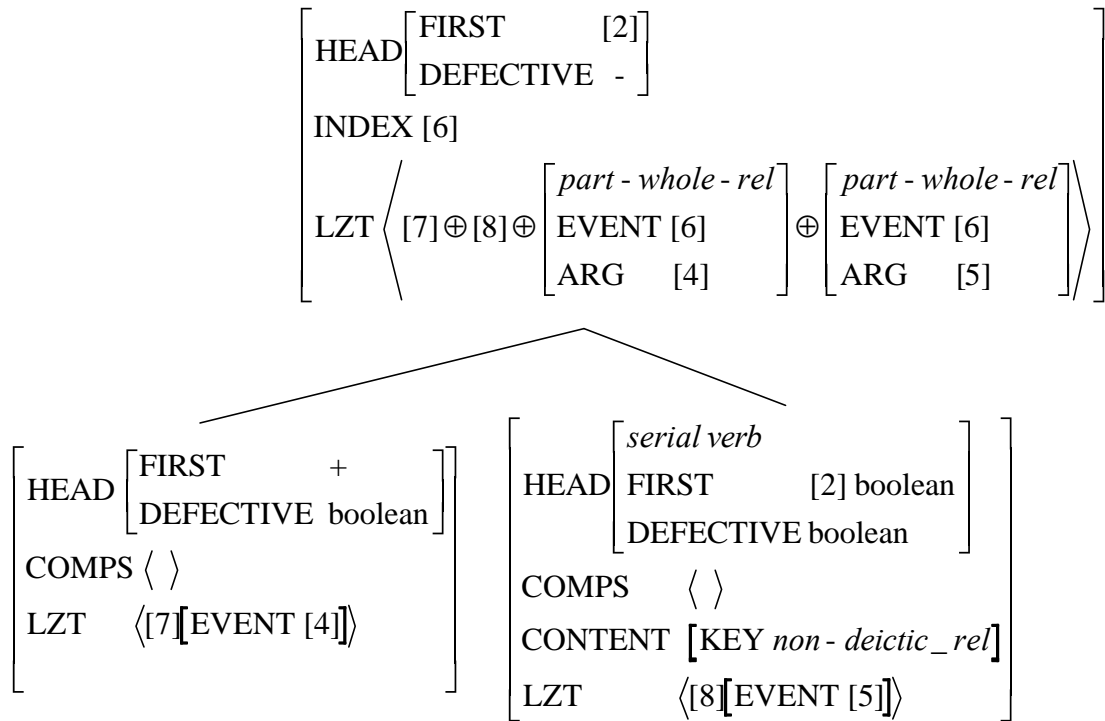 HEAD [FIRST [2]
DEFECTIVE -]
INDEX [6]
LZT ⟨ [7] ⊕ [8] ⊕ [part - whole - rel EVENT [6] ARG [4]] ⊕ [part - whole - rel EVENT [6] ARG [5]] ⟩
HEAD [FIRST +
DEFECTIVE boolean]
COMPS ⟨ ⟩
LZT ⟨[7][EVENT [4]]⟩
HEAD [serial verb
FIRST [2] boolean
DEFECTIVE boolean]
COMPS ⟨ ⟩
CONTENT [KEY non - deictic _ rel]
LZT ⟨[8][EVENT [5]]⟩